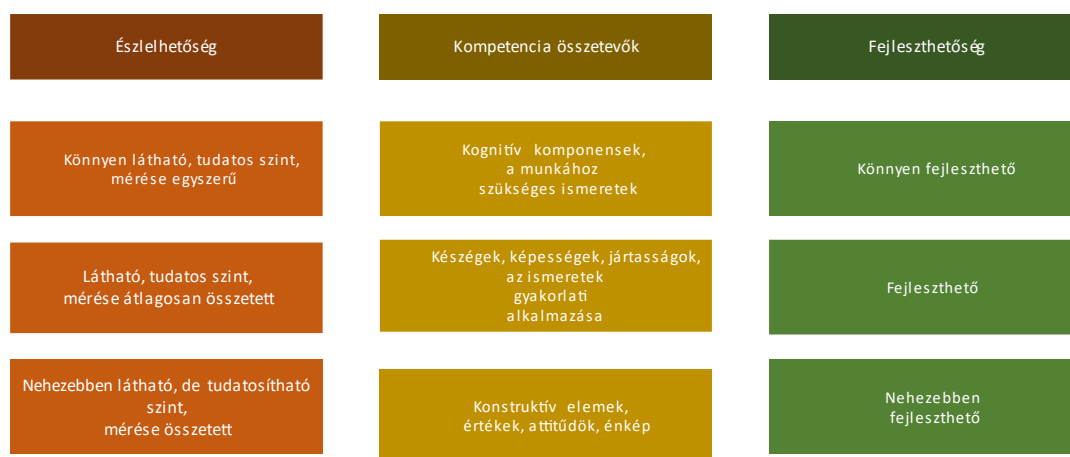 Észlelhetőség
Kompetencia összetevők
Fejleszthetőség
Könnyen látható, tudatos szint,
mérése egyszerű
Kognitív komponensek,
a munkához
szükséges ismeretek
Könnyen fejleszthető
Látható, tudatos szint,
mérése átlagosan összetett
Készégek, képességek, jártasságok,
az ismeretek
gyakorlati
alkalmazása
Fejleszthető
Nehezebben látható, de tudatosítható
szint,
mérése összetett
Konstruktív elemek,
értékek, attitűdök, énkép
Nehezebben
fejleszthető